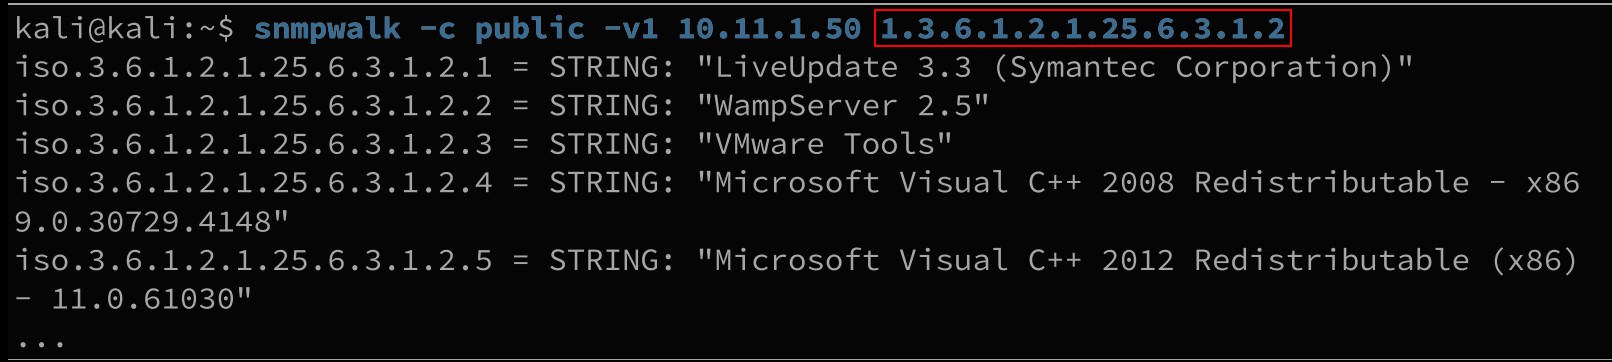 kali@kali:~$ snmpwalk -c public -v1 10.11.1.50 1.3.6.1.2.1.25.6.3.1.2
iso.3.6.1.2.1.25.6.3.1.2.1 = STRING: "LiveUpdate 3.3 (Symantec Corporation)"
iso.3.6.1.2.1.25.6.3.1.2.2 = STRING: "WampServer 2.5"
iso.3.6.1.2.1.25.6.3.1.2.3 = STRING: "VMware Tools"
iso.3.6.1.2.1.25.6.3.1.2.4 = STRING: "Microsoft Visual C++ 2008 Redistributable - x86
9.0.30729.4148"
iso.3.6.1.2.1.25.6.3.1.2.5 = STRING: "Microsoft Visual C++ 2012 Redistributable (x86)
- 11.0.61030"
...